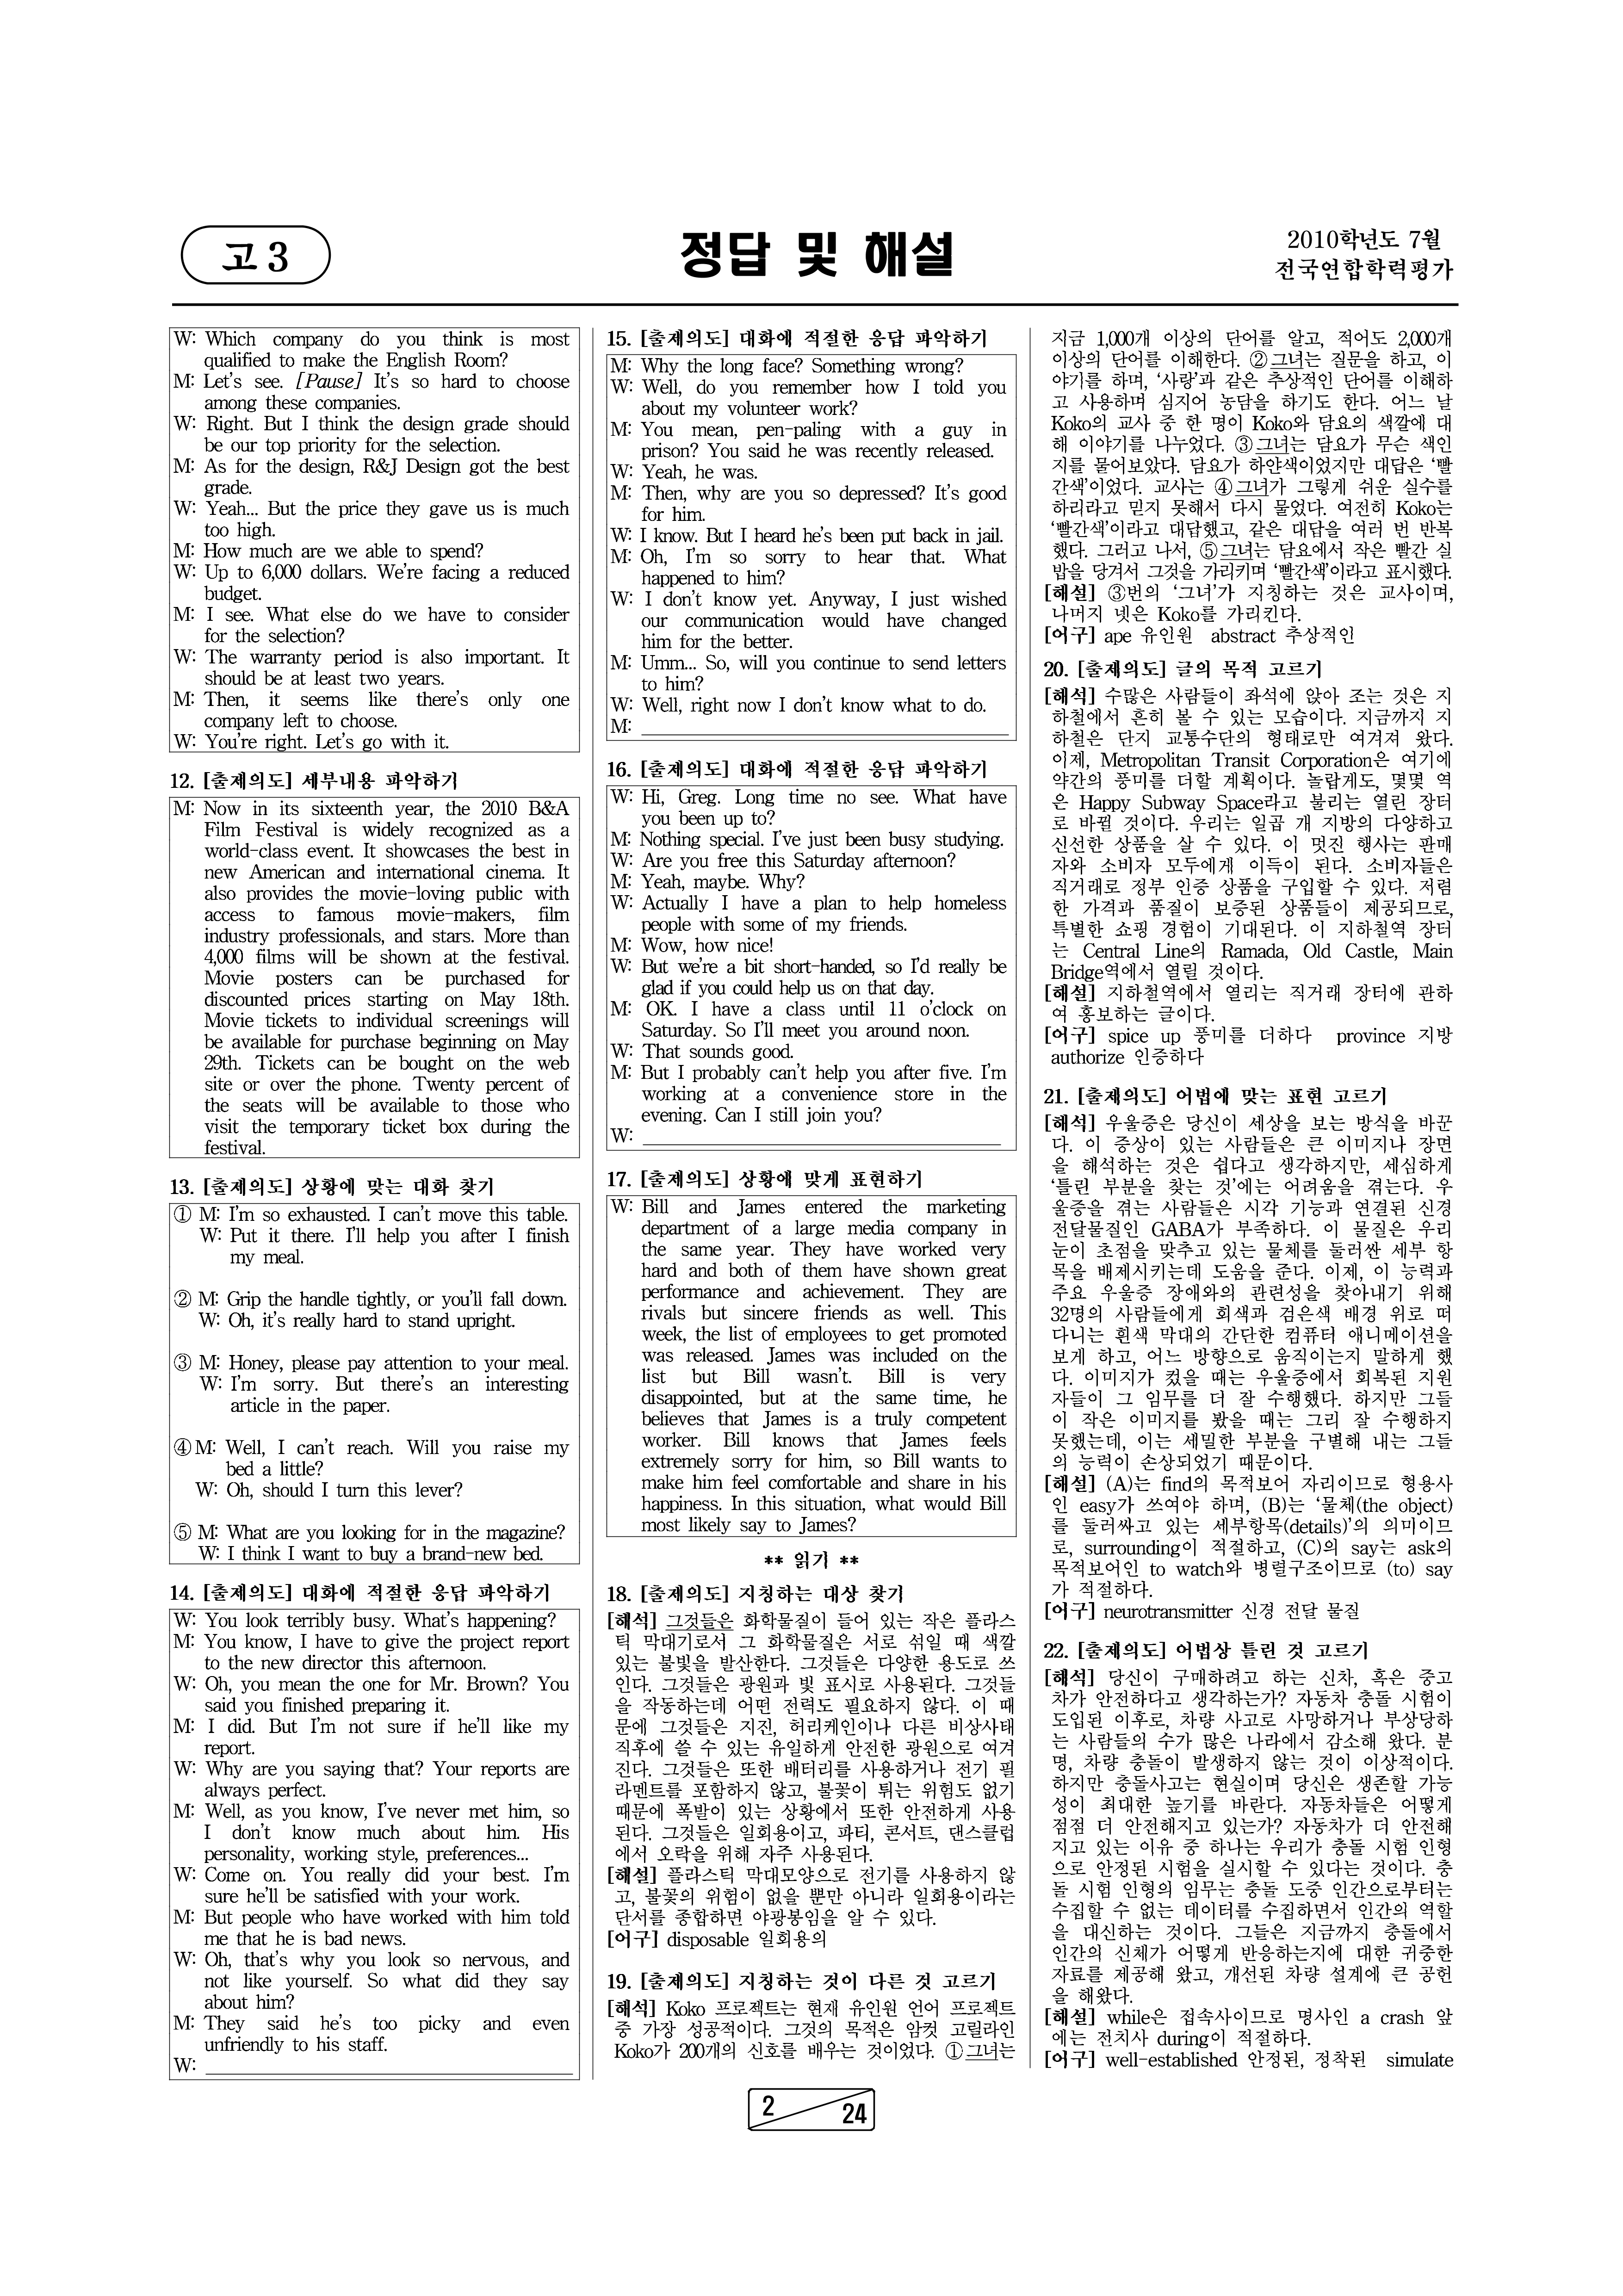 고 3
정답 및 해설
2010학년도 7월
전국연합학력평가
W: Which company do you think is most
qualified to make the English Room?
M: Let's see. [Pause] It's so hard to choose
among these companies.
W: Right. But I think the design grade should
be our top priority for the selection.
M: As for the design, R&J Design got the best
grade.
W: Yeah... But the price they gave us is much
too high.
M: How much are we able to spend?
W: Up to 6,000 dollars. We're facing a reduced
budget.
M: I see. What else do we have to consider
for the selection?
W: The warranty period is also important. It
should be at least two years.
M: Then, it seems like there's only one
company left to choose.
W: You're right. Let's go with it.
12. [출제의도] 세부내용 파악하기
M: Now in its sixteenth year, the 2010 B&A
Film Festival is widely recognized as a
world-class event. It showcases the best in
new American and international cinema. It
also provides the movie-loving public with
access to famous movie-makers, film
industry professionals, and stars. More than
4,000 films will be shown at the festival.
Movie posters can be purchased for
discounted prices starting on May 18th.
Movie tickets to individual screenings will
be available for purchase beginning on May
29th. Tickets can be bought on the web
site or over the phone. Twenty percent of
the seats will be available to those who
visit the temporary ticket box during the
festival.
13. [출제의도] 상황에 맞는 대화 찾기
① M: I'm so exhausted. I can't move this table.
W: Put it there. I'll help you after I finish
my meal.
② M: Grip the handle tightly, or you'll fall down.
W: Oh, it's really hard to stand upright.
③ M: Honey, please pay attention to your meal.
W: I'm sorry. But there's an interesting
article in the paper.
④ M: Well, I can't reach. Will you raise my
bed a little?
W: Oh, should I turn this lever?
⑤ M: What are you looking for in the magazine?
W: I think I want to buy a brand-new bed.
14. [출제의도] 대화에 적절한 응답 파악하기
W: You look terribly busy. What's happening?
M: You know, I have to give the project report
to the new director this afternoon.
W: Oh, you mean the one for Mr. Brown? You
said you finished preparing it.
M: I did. But I'm not sure if he'll like my
report.
W: Why are you saying that? Your reports are
always perfect.
M: Well, as you know, I've never met him, so
I don't know much about him. His
personality, working style, preferences...
W: Come on. You really did your best. I'm
sure he'll be satisfied with your work.
M: But people who have worked with him told
me that he is bad news.
W: Oh, that's why you look so nervous, and
not like yourself. So what did they say
about him?
M: They said he's too picky and even
unfriendly to his staff.
W:
15. [출제의도] 대화에 적절한 응답 파악하기
M: Why the long face? Something wrong?
W: Well, do you remember how I told you
about my volunteer work?
M: You mean, pen-paling with a guy in
prison? You said he was recently released.
W: Yeah, he was.
M: Then, why are you so depressed? It's good
for him.
W: I know. But I heard he's been put back in jail.
M: Oh, I'm so sorry to hear that. What
happened to him?
W: I don't know yet. Anyway, I just wished
our communication would have changed
him for the better.
M: Umm... So, will you continue to send letters
to him?
W: Well, right now I don't know what to do.
M:
16. [출제의도] 대화에 적절한 응답 파악하기
W: Hi, Greg. Long time no see. What have
you been up to?
M: Nothing special. I've just been busy studying.
W: Are you free this Saturday afternoon?
M: Yeah, maybe. Why?
W: Actually I have a plan to help homeless
people with some of my friends.
M: Wow, how nice!
W: But we're a bit short-handed, so I'd really be
glad if you could help us on that day.
M: OK. I have a class until 11 o'clock on
Saturday. So I'll meet you around noon.
W: That sounds good.
M: But I probably can't help you after five. I'm
working at a convenience store in the
evening. Can I still join you?
W:
17. [출제의도] 상황에 맞게 표현하기
W: Bill and James entered the marketing
department of a large media company in
the same year. They have worked very
hard and both of them have shown great
performance and achievement. They are
rivals but sincere friends as well. This
week, the list of employees to get promoted
was released. James was included on the
list but Bill wasn't. Bill is very
disappointed, but at the same time, he
believes that James is a truly competent
worker. Bill knows that James feels
extremely sorry for him, so Bill wants to
make him feel comfortable and share in his
happiness. In this situation, what would Bill
most likely say to James?
** 읽기 **
18. [출제의도] 지칭하는 대상 찾기
[해석] 그것들은 화학물질이 들어 있는 작은 플라스
틱 막대기로서 그 화학물질은 서로 섞일 때 색깔
있는 불빛을 발산한다. 그것들은 다양한 용도로 쓰
인다. 그것들은 광원과 빛 표시로 사용된다. 그것들
을 작동하는데 어떤 전력도 필요하지 않다. 이 때
문에 그것들은 지진, 허리케인이나 다른 비상사태
직후에 쓸 수 있는 유일하게 안전한 광원으로 여겨
진다. 그것들은 또한 배터리를 사용하거나 전기 필
라멘트를 포함하지 않고, 불꽃이 튀는 위험도 없기
때문에 폭발이 있는 상황에서 또한 안전하게 사용
된다. 그것들은 일회용이고, 파티, 콘서트, 댄스클럽
에서 오락을 위해 자주 사용된다.
[해설] 플라스틱 막대모양으로 전기를 사용하지 않
고, 불꽃의 위험이 없을 뿐만 아니라 일회용이라는
단서를 종합하면 야광봉임을 알 수 있다.
[어구] disposable 일회용의
19. [출제의도] 지칭하는 것이 다른 것 고르기
[해석] Koko 프로젝트는 현재 유인원 언어 프로젝트
중 가장 성공적이다. 그것의 목적은 암컷 고릴라인
Koko가 200개의 신호를 배우는 것이었다. ①그녀는
지금 1,000개 이상의 단어를 알고, 적어도 2,000개
이상의 단어를 이해한다. ②그녀는 질문을 하고, 이
야기를 하며, ‘사랑’과 같은 추상적인 단어를 이해하
고 사용하며 심지어 농담을 하기도 한다. 어느 날
Koko의 교사 중 한 명이 Koko와 담요의 색깔에 대
해 이야기를 나누었다. ③그녀는 담요가 무슨 색인
지를 물어보았다. 담요가 하얀색이었지만 대답은 ‘빨
간색’이었다. 교사는 ④그녀가 그렇게 쉬운 실수를
하리라고 믿지 못해서 다시 물었다. 여전히 Koko는
‘빨간색’이라고 대답했고, 같은 대답을 여러 번 반복
했다. 그러고 나서, ⑤그녀는 담요에서 작은 빨간 실
밥을 당겨서 그것을 가리키며 ‘빨간색’이라고 표시했다.
[해설] ③번의 ‘그녀’가 지칭하는 것은 교사이며,
나머지 넷은 Koko를 가리킨다.
[어구] ape 유인원 abstract 추상적인
20. [출제의도] 글의 목적 고르기
[해석] 수많은 사람들이 좌석에 앉아 조는 것은 지
하철에서 흔히 볼 수 있는 모습이다. 지금까지 지
하철은 단지 교통수단의 형태로만 여겨져 왔다.
이제, Metropolitan Transit Corporation은 여기에
약간의 풍미를 더할 계획이다. 놀랍게도, 몇몇 역
은 Happy Subway Space라고 불리는 열린 장터
로 바뀔 것이다. 우리는 일곱 개 지방의 다양하고
신선한 상품을 살 수 있다. 이 멋진 행사는 판매
자와 소비자 모두에게 이득이 된다. 소비자들은
직거래로 정부 인증 상품을 구입할 수 있다. 저렴
한 가격과 품질이 보증된 상품들이 제공되므로,
특별한 쇼핑 경험이 기대된다. 이 지하철역 장터
는 Central Line의 Ramada, Old Castle, Main
Bridge역에서 열릴 것이다.
[해설] 지하철역에서 열리는 직거래 장터에 관하
여 홍보하는 글이다.
[어구] spice up 풍미를 더하다 province 지방
authorize 인증하다
21. [출제의도] 어법에 맞는 표현 고르기
[해석] 우울증은 당신이 세상을 보는 방식을 바꾼
다. 이 증상이 있는 사람들은 큰 이미지나 장면
을 해석하는 것은 쉽다고 생각하지만, 세심하게
‘틀린 부분을 찾는 것’에는 어려움을 겪는다. 우
울증을 겪는 사람들은 시각 기능과 연결된 신경
전달물질인 GABA가 부족하다. 이 물질은 우리
눈이 초점을 맞추고 있는 물체를 둘러싼 세부 항
목을 배제시키는데 도움을 준다. 이제, 이 능력과
주요 우울증 장애와의 관련성을 찾아내기 위해
32명의 사람들에게 회색과 검은색 배경 위로 떠
다니는 흰색 막대의 간단한 컴퓨터 애니메이션을
보게 하고, 어느 방향으로 움직이는지 말하게 했
다. 이미지가 컸을 때는 우울증에서 회복된 지원
자들이 그 임무를 더 잘 수행했다. 하지만 그들
이 작은 이미지를 봤을 때는 그리 잘 수행하지
못했는데, 이는 세밀한 부분을 구별해 내는 그들
의 능력이 손상되었기 때문이다.
[해설] (A)는 find의 목적보어 자리이므로 형용사
인 easy가 쓰여야 하며, (B)는 ‘물체(the object)
를 둘러싸고 있는 세부항목(details)’의 의미이므
로, surrounding이 적절하고, (C)의 say는 ask의
목적보어인 to watch와 병렬구조이므로 (to) say
가 적절하다.
[어구] neurotransmitter 신경 전달 물질
22. [출제의도] 어법상 틀린 것 고르기
[해석] 당신이 구매하려고 하는 신차, 혹은 중고
차가 안전하다고 생각하는가? 자동차 충돌 시험이
도입된 이후로, 차량 사고로 사망하거나 부상당하
는 사람들의 수가 많은 나라에서 감소해 왔다. 분
명, 차량 충돌이 발생하지 않는 것이 이상적이다.
하지만 충돌사고는 현실이며 당신은 생존할 가능
성이 최대한 높기를 바란다. 자동차들은 어떻게
점점 더 안전해지고 있는가? 자동차가 더 안전해
지고 있는 이유 중 하나는 우리가 충돌 시험 인형
으로 안정된 시험을 실시할 수 있다는 것이다. 충
돌 시험 인형의 임무는 충돌 도중 인간으로부터는
수집할 수 없는 데이터를 수집하면서 인간의 역할
을 대신하는 것이다. 그들은 지금까지 충돌에서
인간의 신체가 어떻게 반응하는지에 대한 귀중한
자료를 제공해 왔고, 개선된 차량 설계에 큰 공헌
을 해왔다.
[해설] while은 접속사이므로 명사인 a crash 앞
에는 전치사 during이 적절하다.
[어구] well-established 안정된, 정착된 simulate
2
24